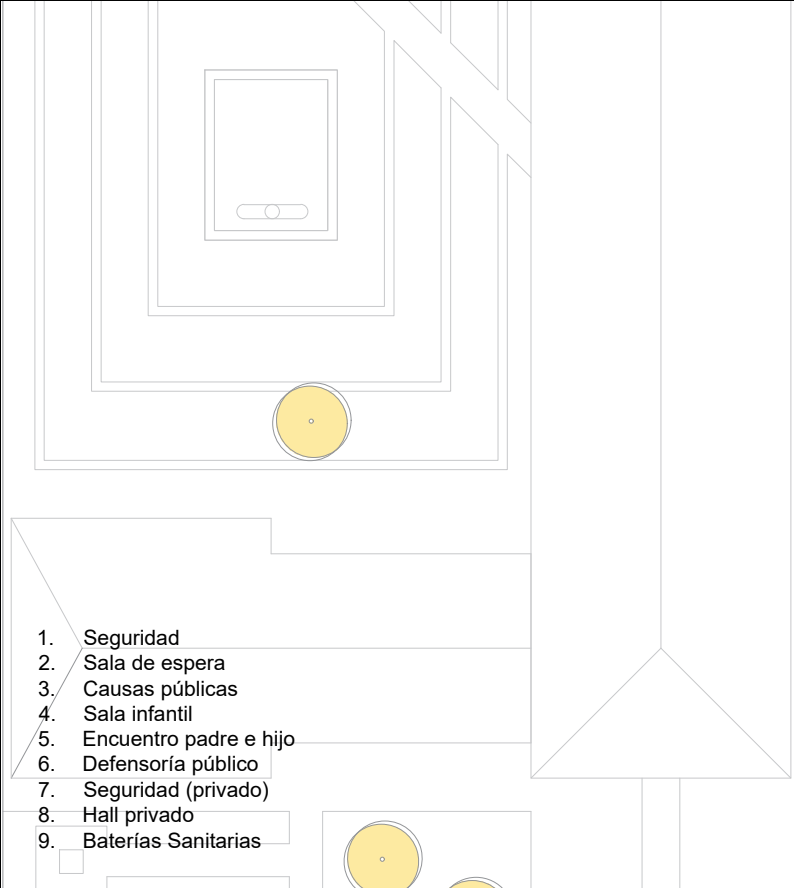 1. Seguridad
2. Sala de espera
3. Causas públicas
4. Sala infantil
5. Encuentro padre e hijo
6. Defensoría público
7. Seguridad (privado)
8. Hall privado
9. Baterías Sanitarias